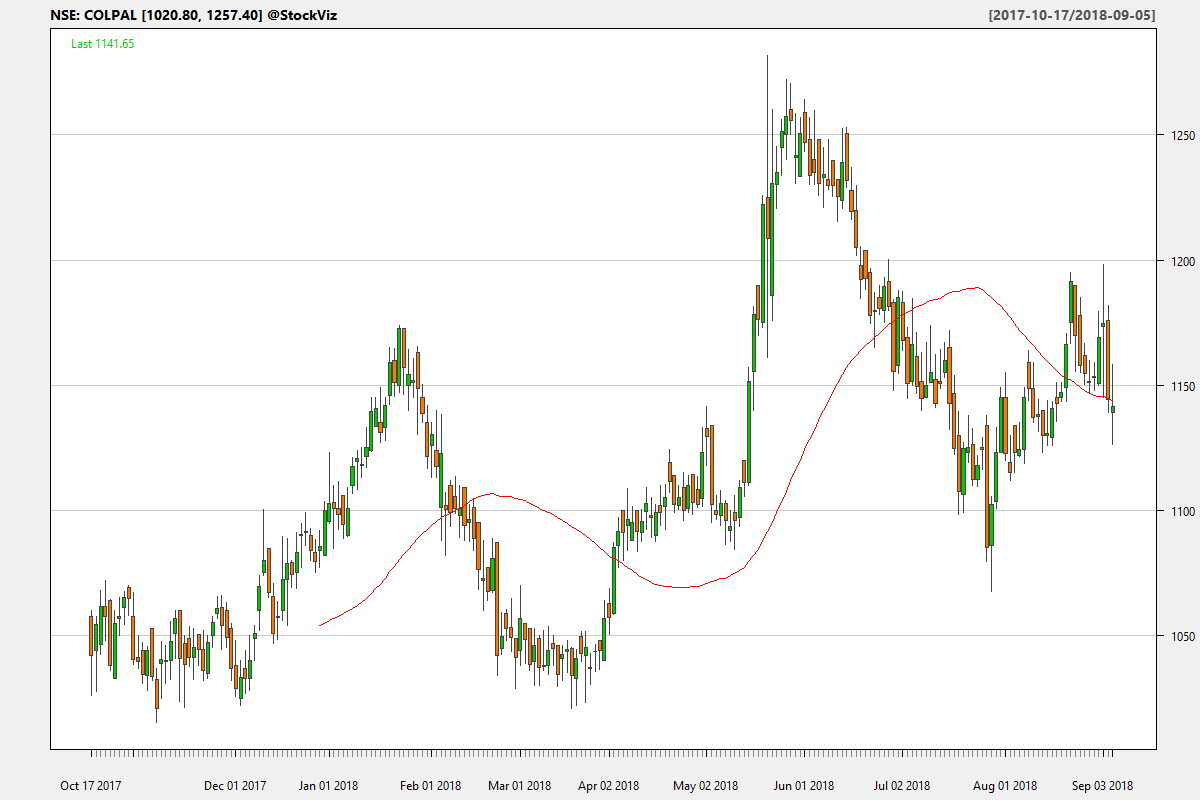 NSE: COLPAL [1020.80, 1257.40] @StockViz [2017-10-17/2018-09-05]
Last 1141.65
1250
1200
1150
1100
1050
Oct 17 2017 Dec 01 2017 Jan 01 2018 Feb 01 2018 Mar 01 2018 Apr 02 2018 May 02 2018 Jun 01 2018 Jul 02 2018 Aug 01 2018 Sep 03 2018